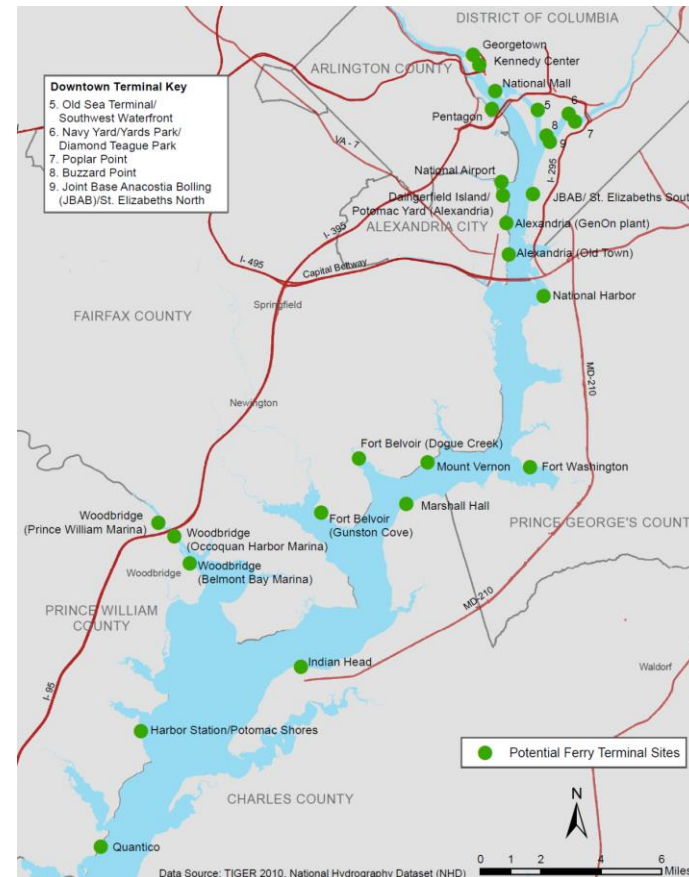 DISTRICT OF COLUMBIA
Georgetown
Kennedy Center
ARLINGTON COUNTY
National Mall
Downtown Terminal Key
5. Old Sea Terminal/
Southwest Waterfront
6. Navy Yard/Yards Park/
Diamond Teague Park
7. Poplar Point
8. Buzzard Point
9. Joint Base Anacostia Bolling
(JBAB)/St. Elizabeths North
Pentagon
5
6
7
8
9
VA - 7
I- 295
National Airport
Daingerfield Island/
Potomac Yard (Alexandria)
JBAB/ St. Elizabeths Sout
ALEXANDRIA CITY
Alexandria (GenOn plant)
I- 395
Alexandria (Old Town)
I- 495
Capital Beltway
National Harbor
Springfield
FAIRFAX COUNTY
MD-210
Newington
Fort Belvoir (Dogue Creek)
Mount Vernon
Fort Washington
Marshall Hall
Woodbridge
(Prince William Marina)
Fort Belvoir
(Gunston Cove)
PRINCE GEORGE'S COUNT
Woodbridge
(Occoquan Harbor Marina)
Woodbridge
Woodbridge
(Belmont Bay Marina)
MD-210
PRINCE WILLIAM
COUNTY
Indian Head
Waldorf
I- 95
Harbor Station/Potomac Shores
Potential Ferry Terminal Sites
CHARLES COUNTY
N
Quantico
0 1 2 4 6
Miles
Data Source: TIGER 2010, National Hydrography Dataset (NHD)